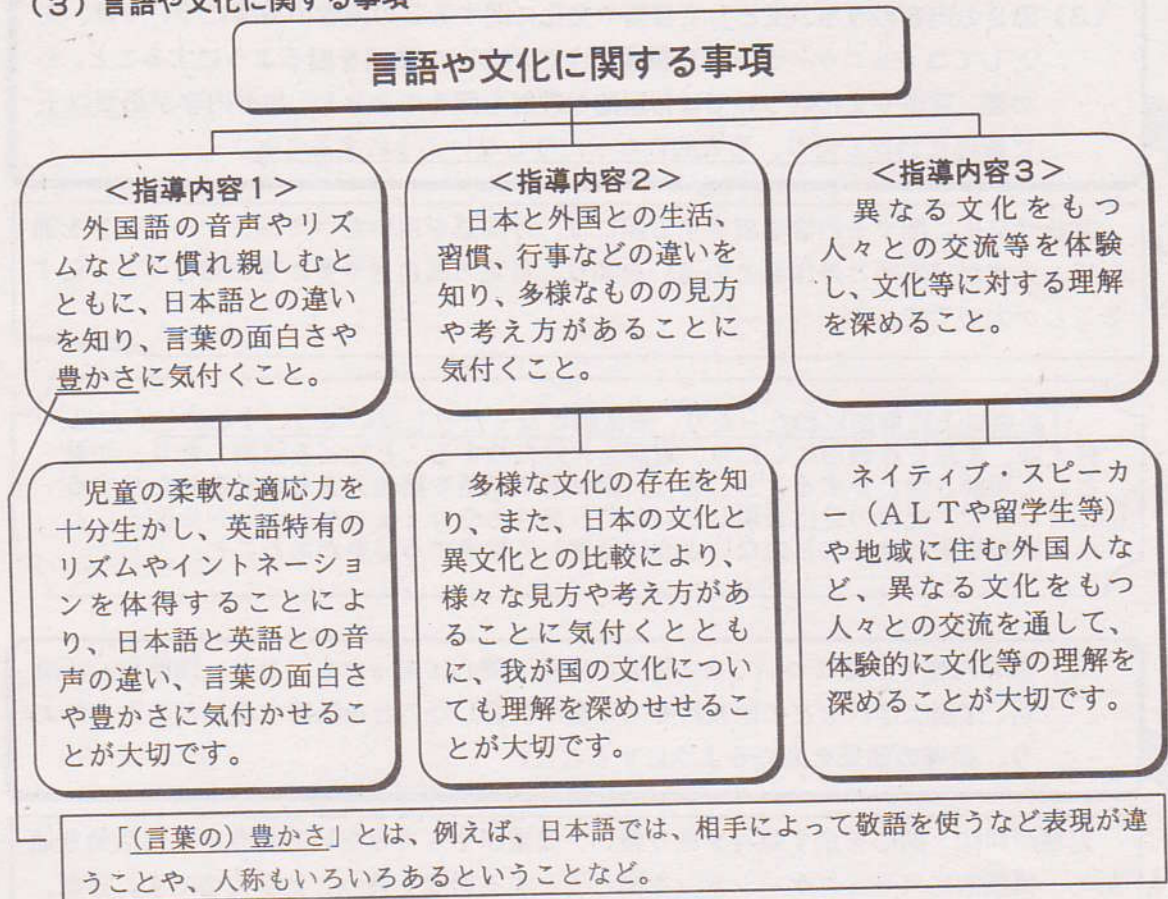 (3) 言語や文化に関する事項
言語や文化に関する事項
＜指導内容１＞
外国語の音声やリズ
ムなどに慣れ親しむと
ともに、日本語との違い
を知り、言葉の面白さや
豊かさに気付くこと。
＜指導内容２＞
日本と外国との生活、
習慣、行事などの違いを
知り、多様なものの見方
や考え方があることに
気付くこと。
＜指導内容３＞
異なる文化をもつ
人々との交流等を体験
し、文化等に対する理解
を深めること。
児童の柔軟な適応力を
十分生かし、英語特有の
リズムやイントネーショ
ンを体得することによ
り、日本語と英語との音
声の違い、言葉の面白さ
や豊かさに気付かせるこ
とが大切です。
多様な文化の存在を知
り、また、日本の文化と
異文化との比較により、
様々な見方や考え方があ
ることに気付くととも
に、我が国の文化につい
ても理解を深めせせるこ
とが大切です。
ネイティブ・スピーカ
（ＡＬＴや留学生等）
や地域に住む外国人な
ど、異なる文化をもつ
人々との交流を通して、
体験的に文化等の理解を
深めることが大切です。
「(言葉の) 豊かさ」とは、例えば、日本語では、相手によって敬語を使うなど表現が違
うことや、人称もいろいろあるということなど。